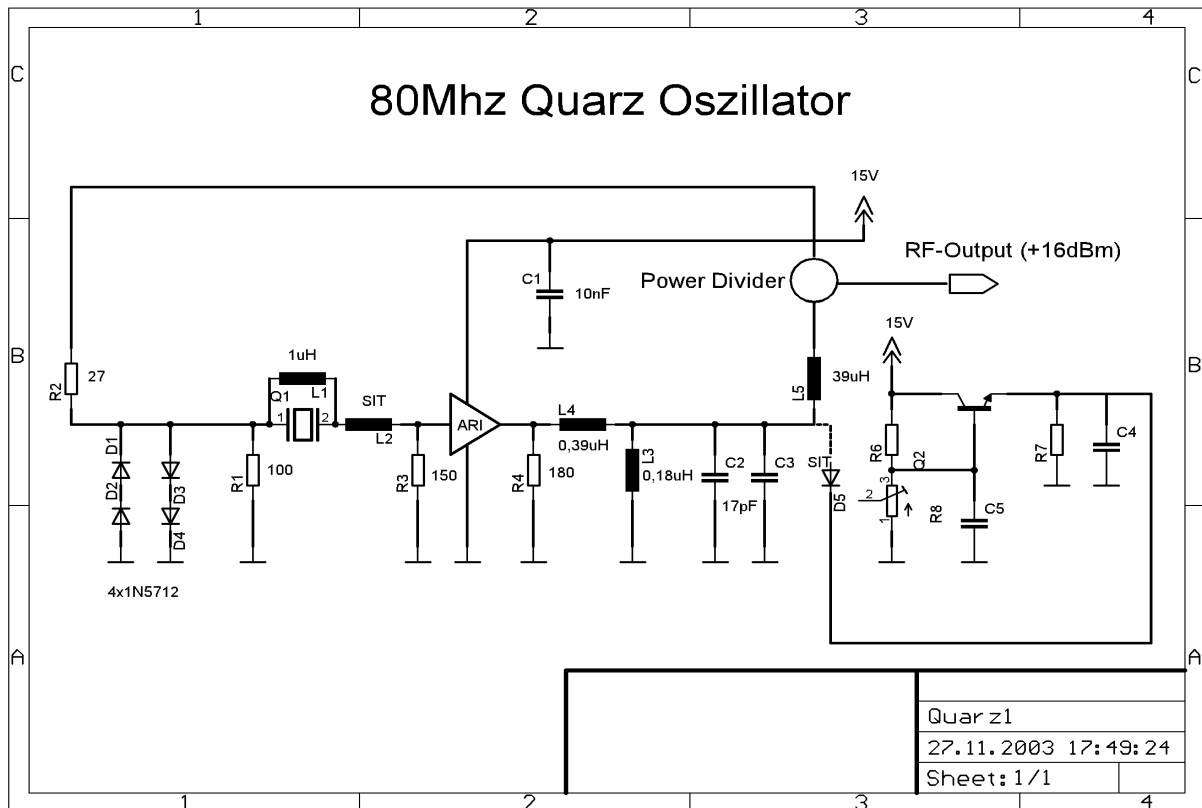 1 2 3 4
C C
80Mhz Quarz Oszillator
15V
RF-Output (+16dBm)
Power Divider
C1
10nF
B B
15V
R2
27
1uH
Q1
L1
1 2
SIT
L2
ARI
L4
0,39uH
L5
39uH
D1
D2
D3
D4
R1
100
R3
150
R4
180
L3
0,18uH
C2
C3
17pF
SIT
D5
R6
Q2
3
2
1
R8
C5
R7
C4
4x1N5712
A A
Quarz1
27.11.2003 17:49:24
Sheet: 1/1
1 2 3 4